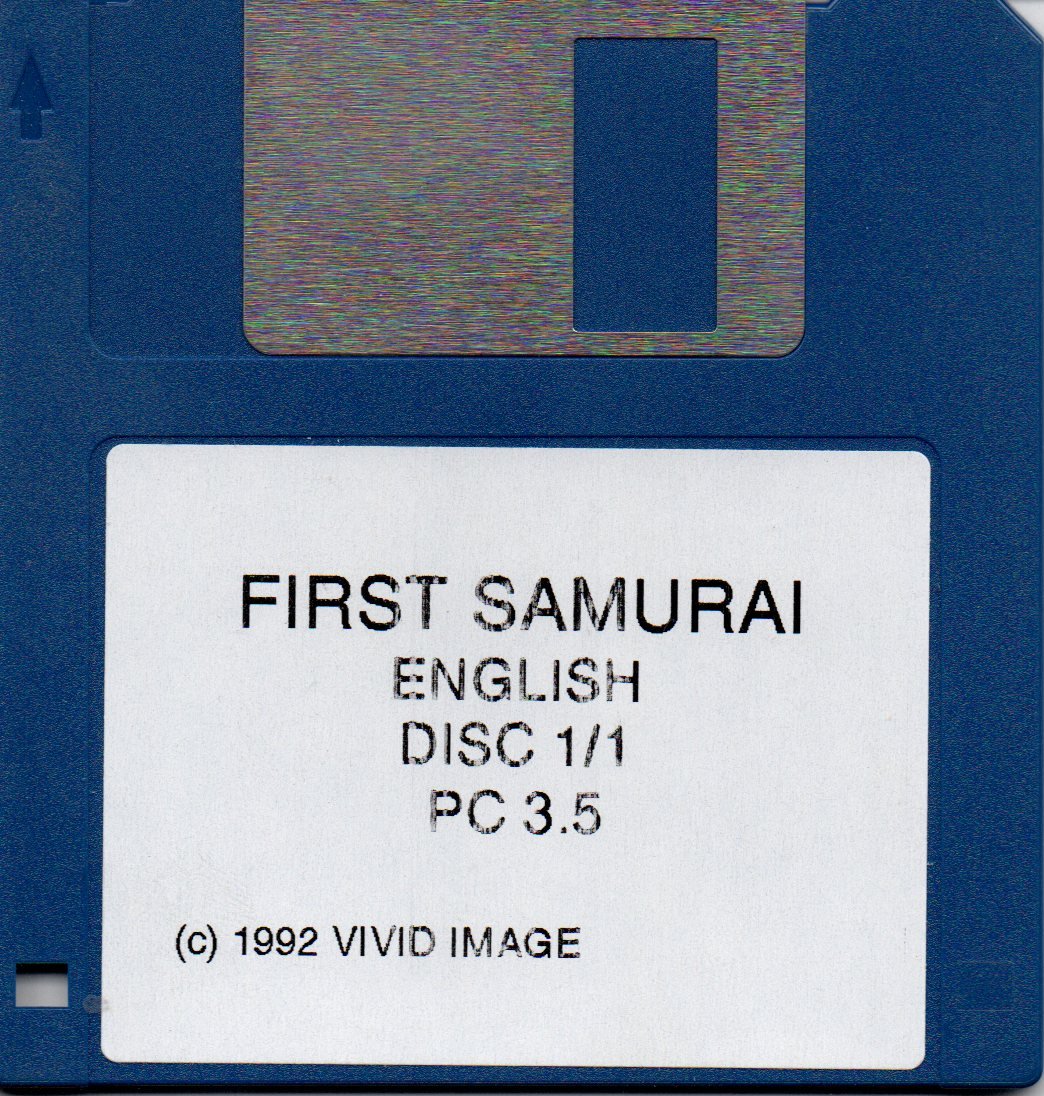 FIRST SAMURAI
ENGLISH
DISC 1/1
PC 3.5
(c) 1992 VIVID IMAGE